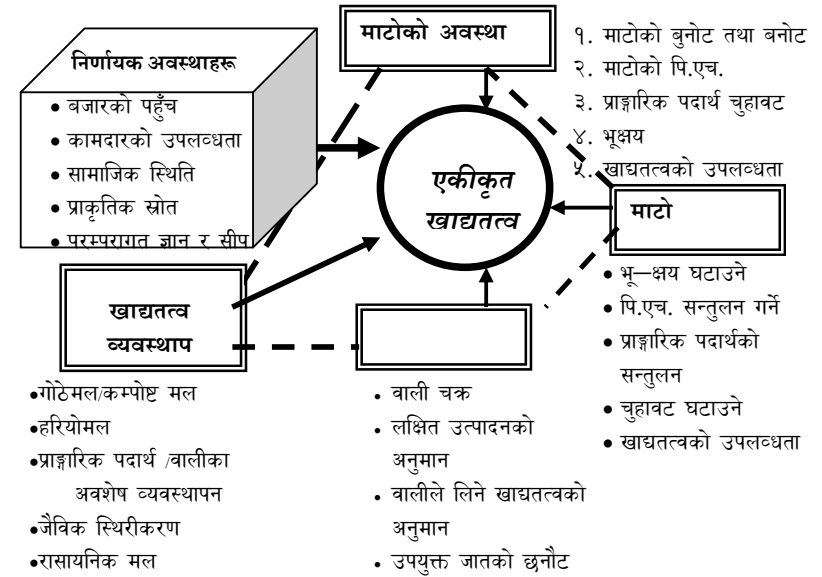 निर्णायक अवस्थाहरू
● बजारको पहुँच
● कामदारको उपलव्धता
● सामाजिक स्थिति
● प्राकृतिक स्रोत
● परम्परागत ज्ञान र सीप
माटोको अवस्था
१. माटोको बुनोट तथा बनोट
२. माटोको पि.एच.
३. प्राङ्गारिक पदार्थ चुहावट
४. भूक्षय
५. खाद्यतत्वको उपलव्धता
एकीकृत
खाद्यतत्व
माटो
● भू—क्षय घटाउने
● पि.एच. सन्तुलन गर्ने
● प्राङ्गारिक पदार्थको
सन्तुलन
● चुहावट घटाउने
● खाद्यतत्वको उपलव्धता
खाद्यतत्व
व्यवस्थाप
●गोठेमल/कम्पोष्ट मल
●हरियोमल
●प्राङ्गारिक पदार्थ /वालीका
अवशेष व्यवस्थापन
●जैविक स्थिरीकरण
●रासायनिक मल
• वाली चक्र
• लक्षित उत्पादनको
अनुमान
• वालीले लिने खाद्यतत्वको
अनुमान
• उपयुक्त जातको छनौट